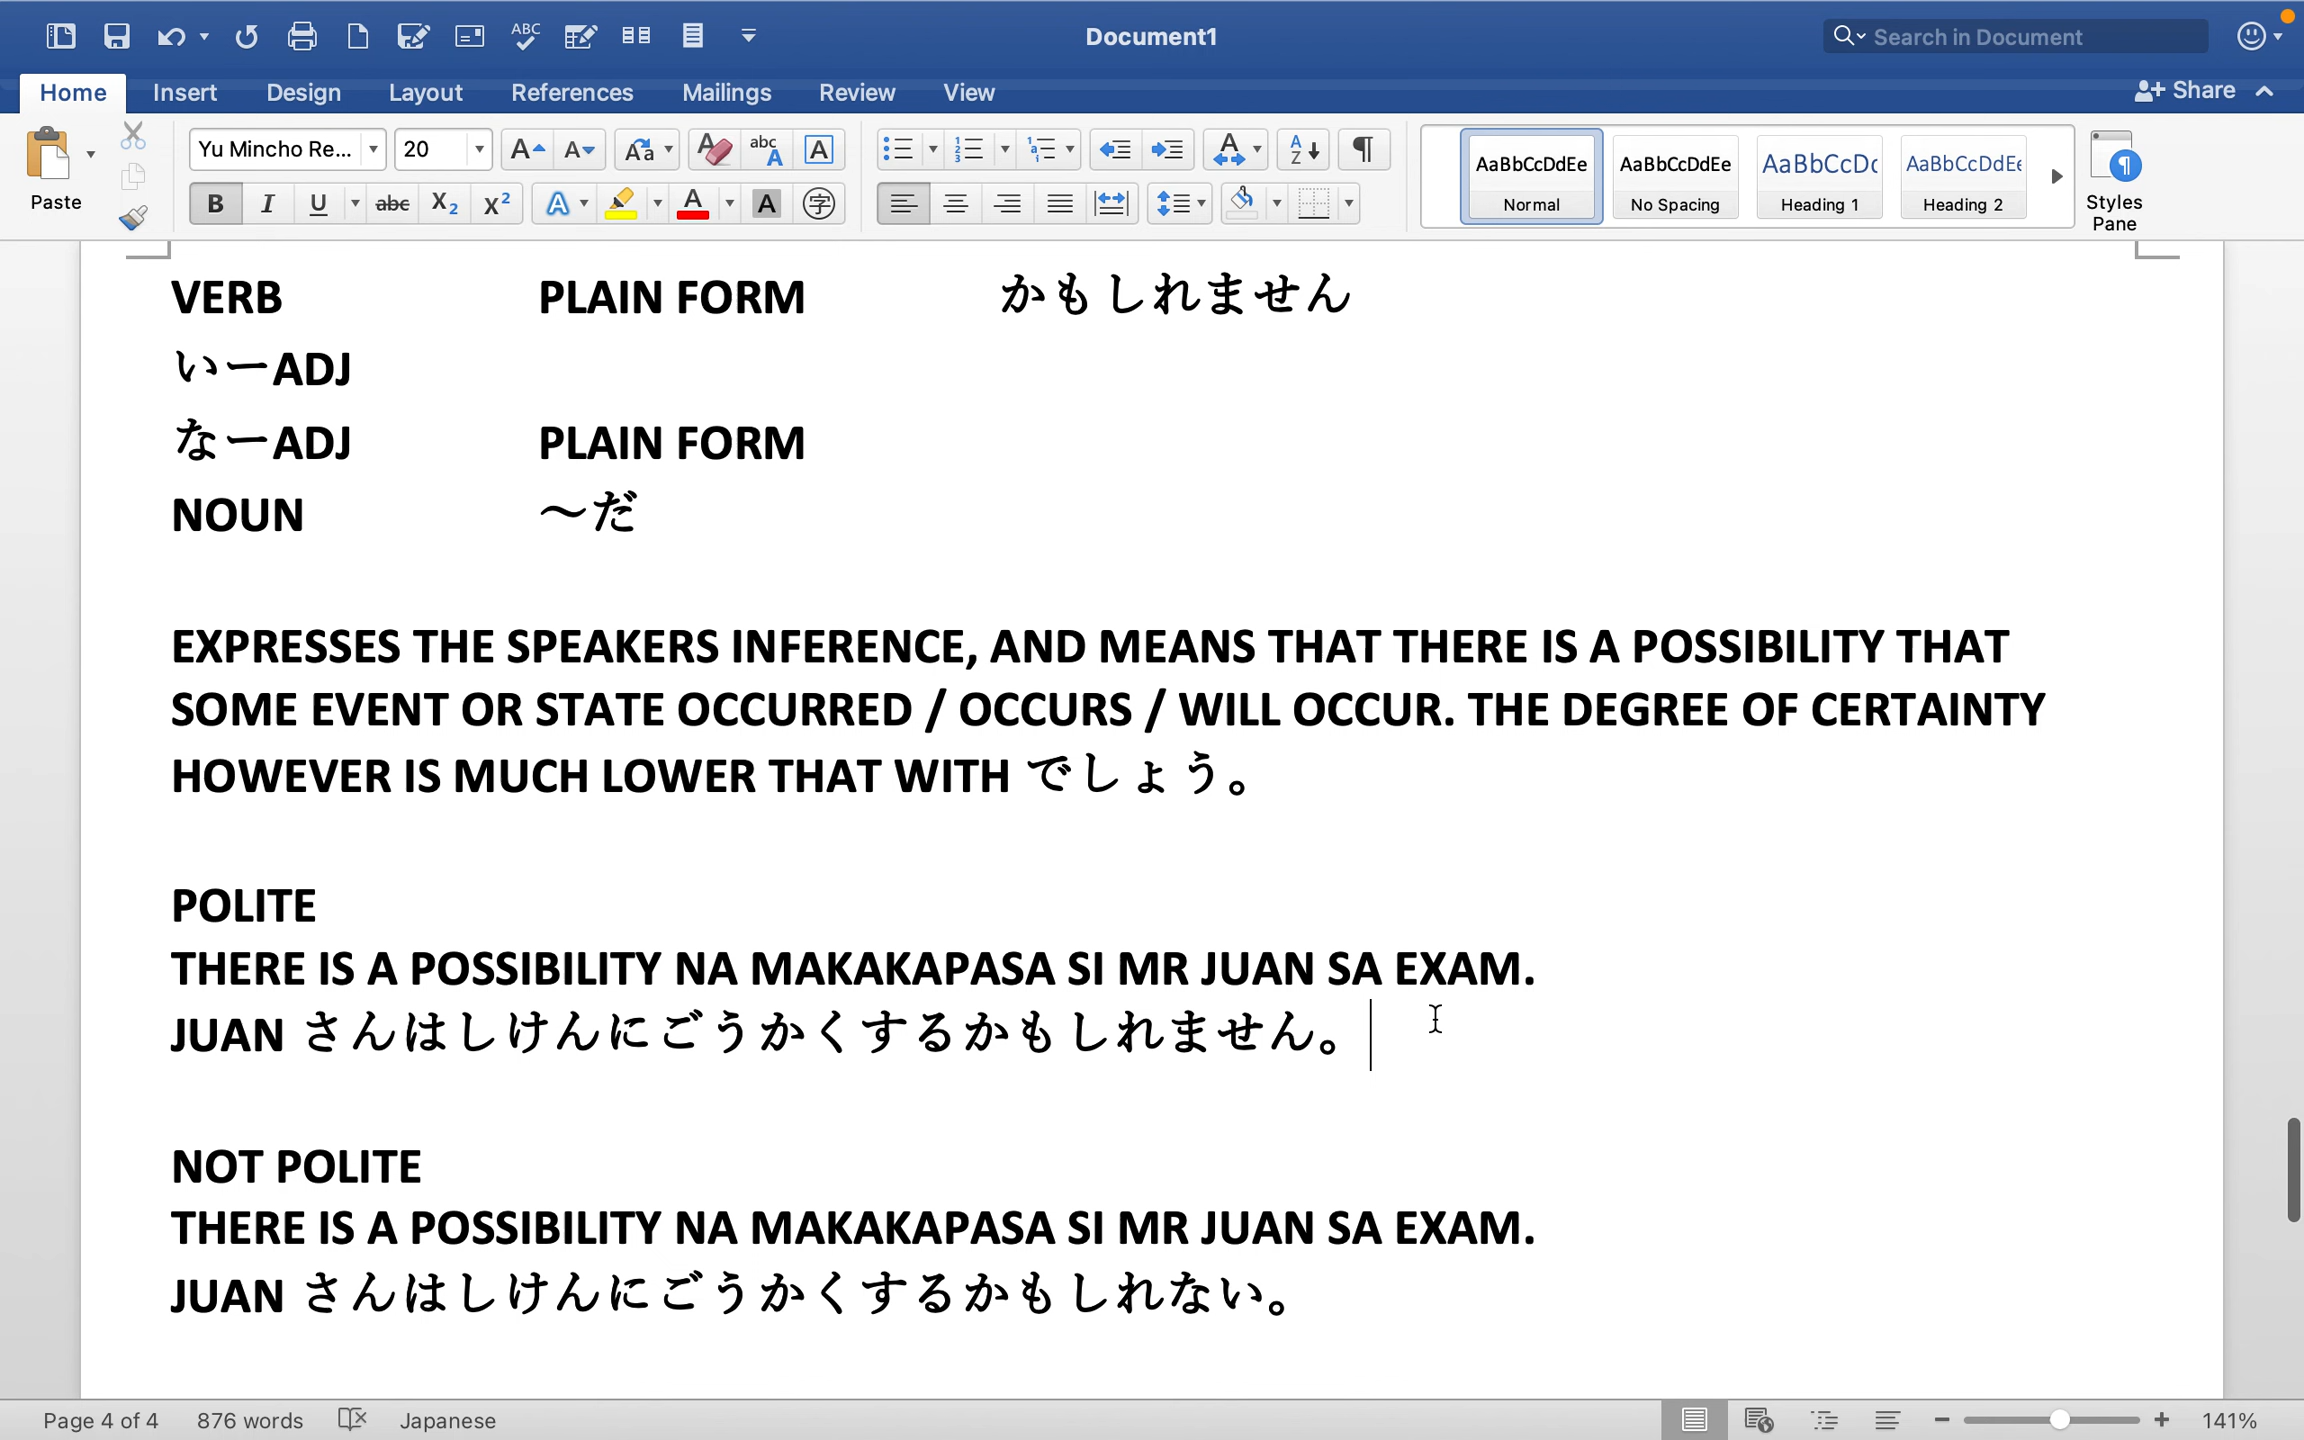 Document1
Search in Document
Home Insert Design Layout References Mailings Review View Share
Paste
Yu Mincho Re... 20
AaBbCcDdEe Normal
AaBbCcDdEe No Spacing
AaBbCcDc Heading 1
AaBbCcDdEe Heading 2
Styles Pane
VERB PLAIN FORM かもしれません
いーADJ
なーADJ PLAIN FORM
NOUN ～だ
EXPRESSES THE SPEAKERS INFERENCE, AND MEANS THAT THERE IS A POSSIBILITY THAT
SOME EVENT OR STATE OCCURRED / OCCURS / WILL OCCUR. THE DEGREE OF CERTAINTY
HOWEVER IS MUCH LOWER THAT WITH でしょう。
POLITE
THERE IS A POSSIBILITY NA MAKAKAPASA SI MR JUAN SA EXAM.
JUAN さんはしけんにごうかくするかもしれません。
NOT POLITE
THERE IS A POSSIBILITY NA MAKAKAPASA SI MR JUAN SA EXAM.
JUAN さんはしけんにごうかくするかもしれない。
Page 4 of 4 876 words Japanese 141%